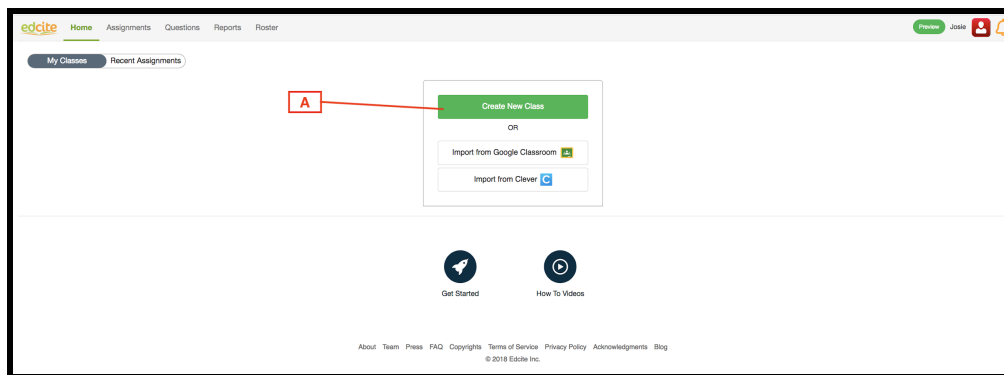 edcite Home Assignments Questions Reports Roster Preview Josie
My Classes Recent Assignments
A
Create New Class
OR
Import from Google Classroom
Import from Clever C
Get Started How To Videos
About Team Press FAQ Copyrights Terms of Service Privacy Policy Acknowledgments Blog
© 2018 Edcite Inc.